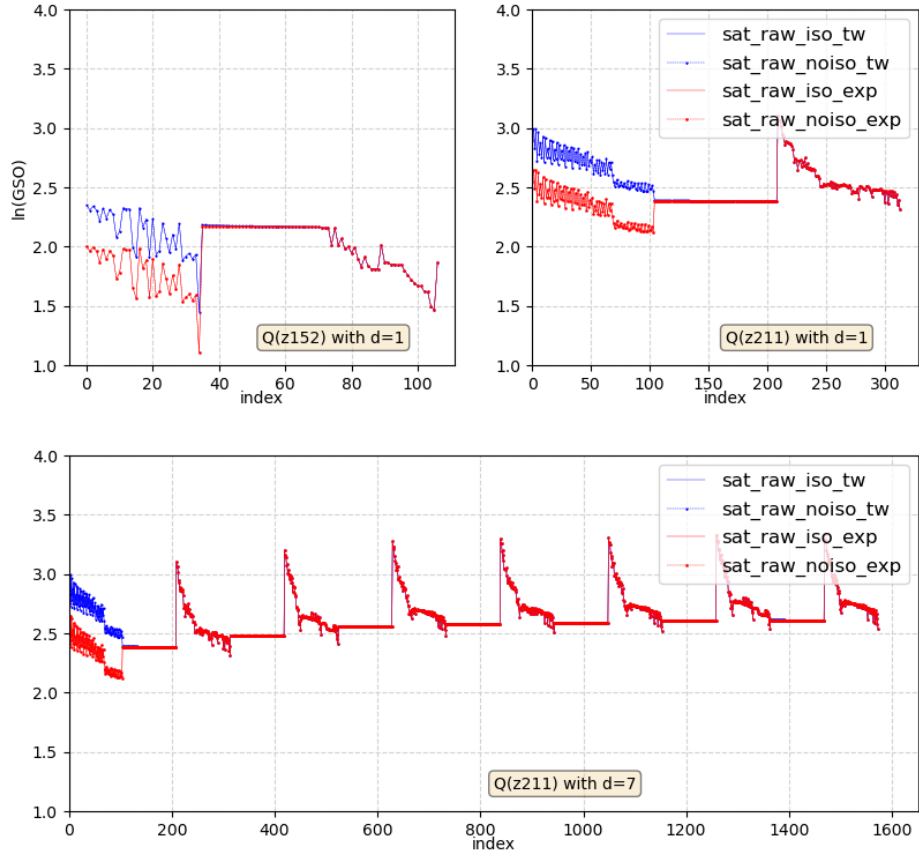 4.0
3.5
3.0
2.5
2.0
1.5
1.0
ln(GSO)
0 20 40 60 80 100
index
Q(z152) with d=1
4.0
3.5
3.0
2.5
2.0
1.5
1.0
sat_raw_iso_tw
sat_raw_noiso_tw
sat_raw_iso_exp
sat_raw_noiso_exp
Q(z211) with d=1
0 50 100 150 200 250 300
index
4.0
3.5
3.0
2.5
2.0
1.5
1.0
sat_raw_iso_tw
sat_raw_noiso_tw
sat_raw_iso_exp
sat_raw_noiso_exp
Q(z211) with d=7
0 200 400 600 800 1000 1200 1400 1600
index